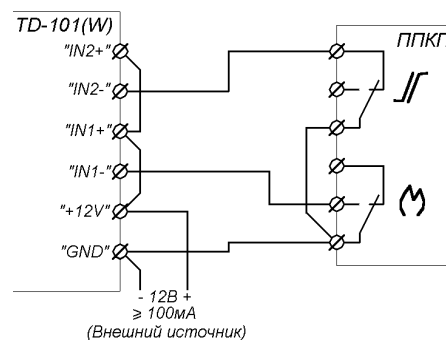 TD-101(W)
ППКП
"IN2+"
"IN2-"
"IN1+"
"IN1-"
"+12V"
"GND"
- 12В +
⩾ 100мА
(Внешний источник)